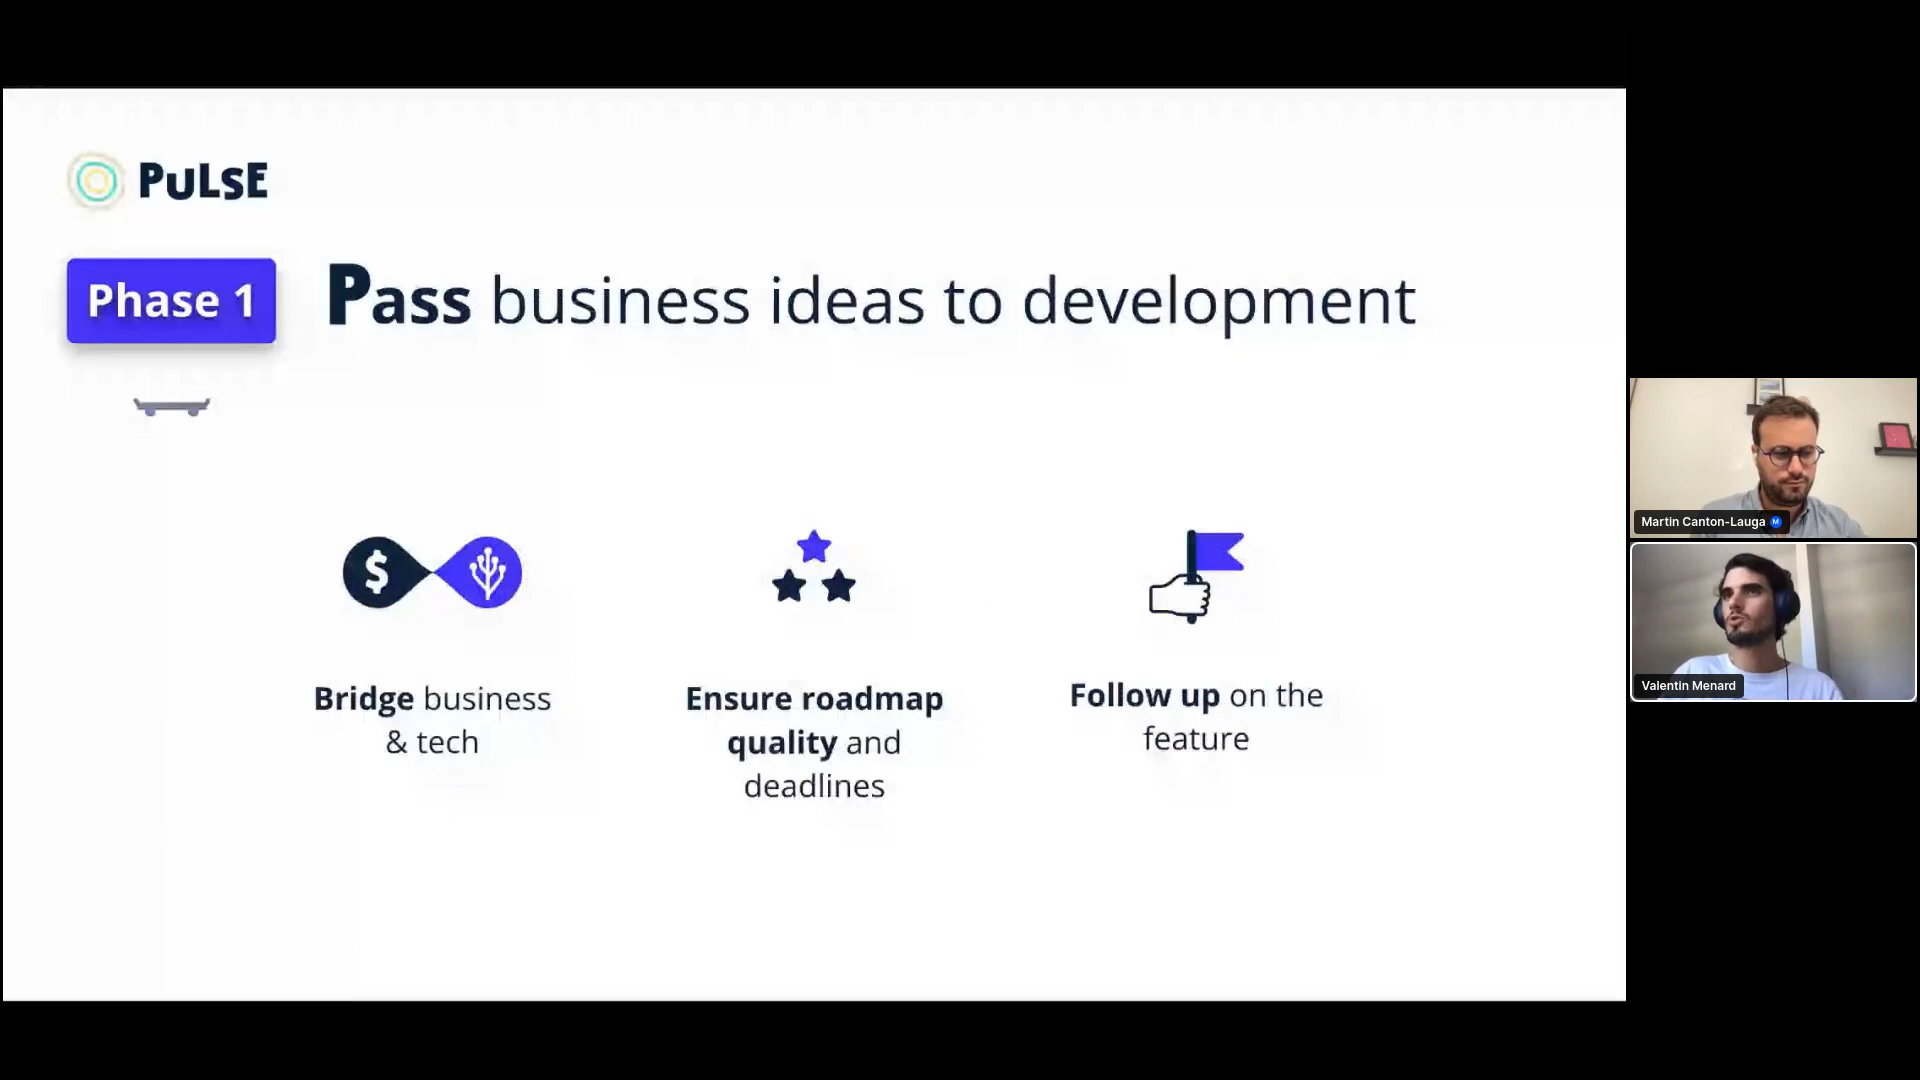 PuLsE
Phase 1
Pass business ideas to development
$
Bridge business
& tech
Ensure roadmap
quality and
deadlines
Follow up on the
feature
Martin Canton-Lauga M
Valentin Menard